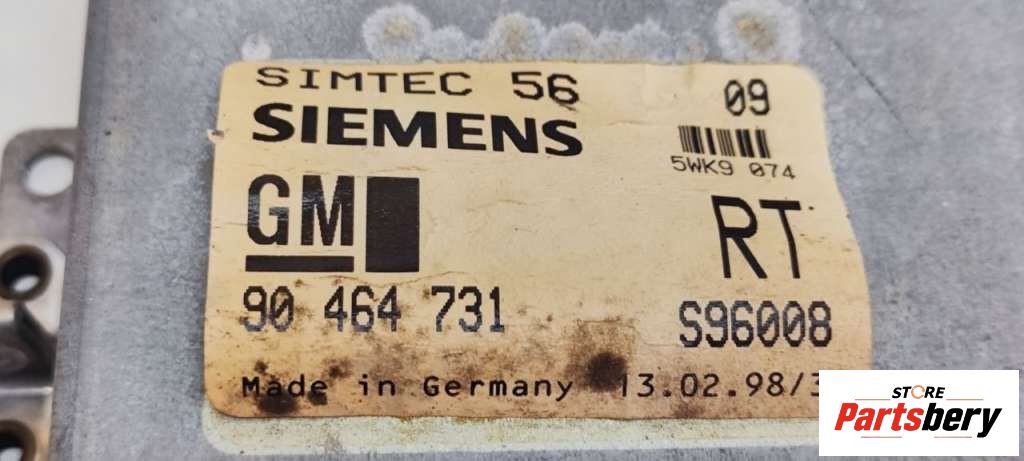 SIMTEC 56
09
SIEMENS
5WK9 074
GM
RT
90 464 731
S96008
Made in Germany 13.02.98/3
STORE
Partsbery